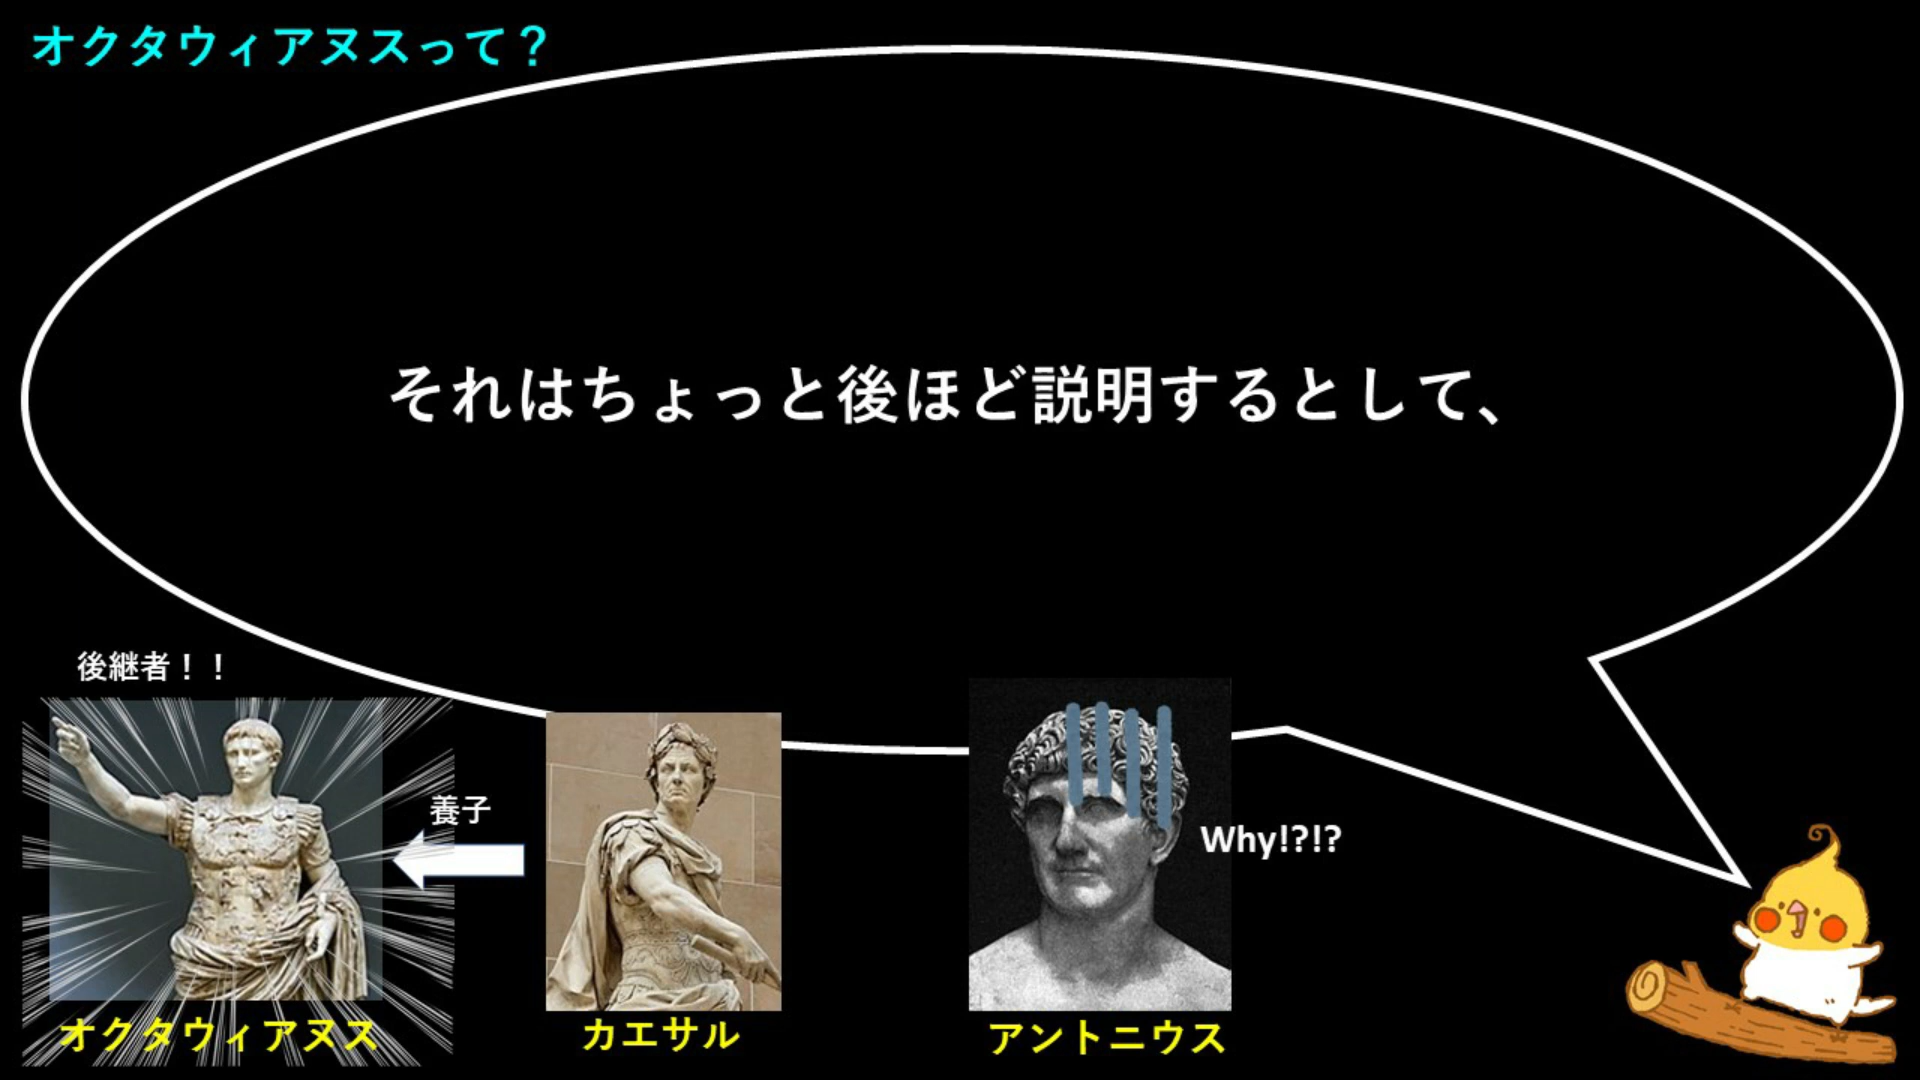 オクタウィアヌスって？
それはちょっと後ほど説明するとして、
後継者！！
養子
Why!?!?
オクタウィアヌス
カエサル
アントニウス